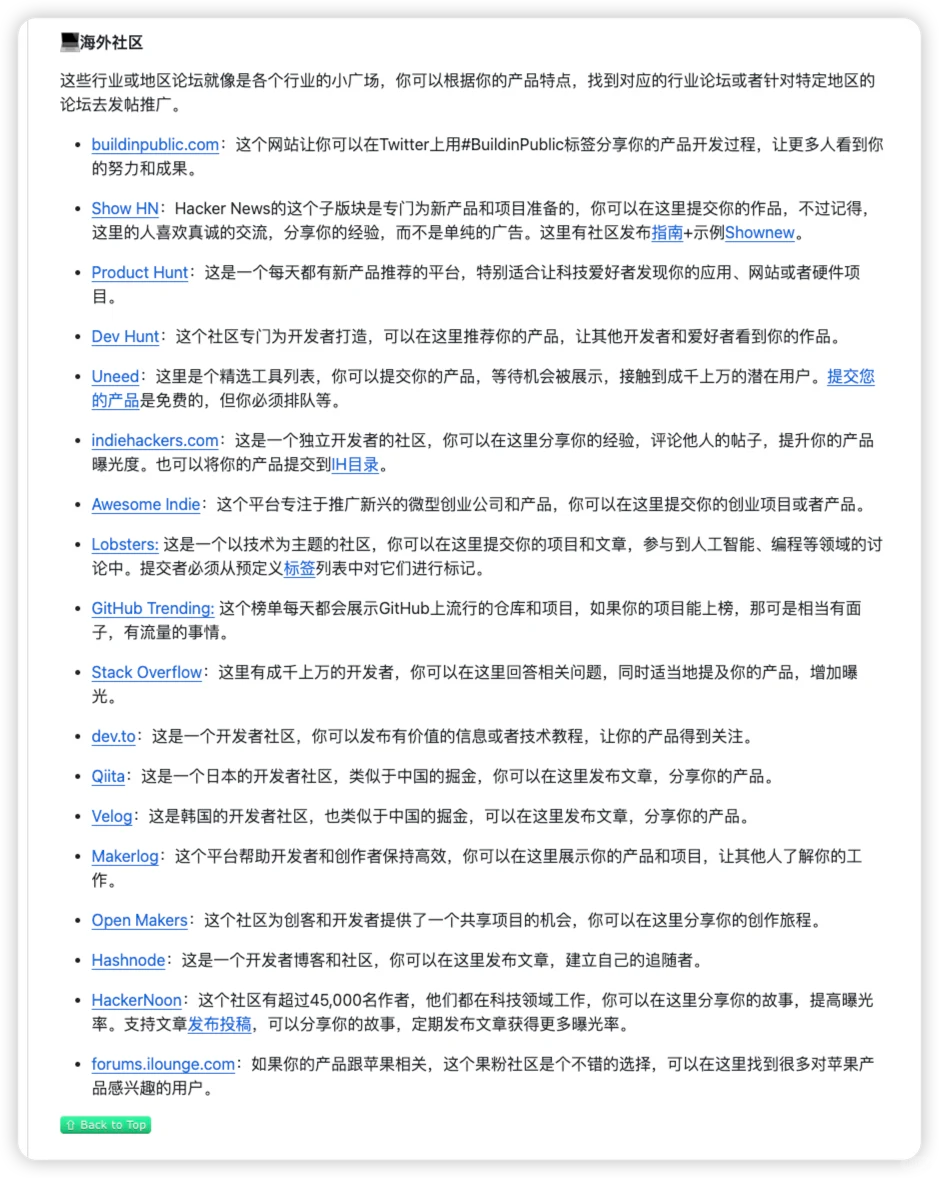 海外社区
这些行业或地区论坛就像是各个行业的小广场，你可以根据你的产品特点，找到对应的行业论坛或者针对特定地区的
论坛去发帖推广。
• buildinpublic.com：这个网站让你可以在Twitter上用#BuildinPublic标签分享你的产品开发过程，让更多人看到你
的努力和成果。
• Show HN：Hacker News的这个子版块是专门为新产品和项目准备的，你可以在这里提交你的作品，不过记得，
这里的人喜欢真诚的交流，分享你的经验，而不是单纯的广告。这里有社区发布指南+示例Shownew。
• Product Hunt：这是一个每天都有新产品推荐的平台，特别适合让科技爱好者发现你的应用、网站或者硬件项
目。
• Dev Hunt：这个社区专门为开发者打造，可以在这里推荐你的产品，让其他开发者和爱好者看到你的作品。
• Uneed：这里是个精选工具列表，你可以提交你的产品，等待机会被展示，接触到成千上万的潜在用户。提交您
的产品是免费的，但你必须排队等。
• indiehackers.com：这是一个独立开发者的社区，你可以在这里分享你的经验，评论他人的帖子，提升你的产品
曝光度。也可以将你的产品提交到IH目录。
• Awesome Indie：这个平台专注于推广新兴的微型创业公司和产品，你可以在这里提交你的创业项目或者产品。
• Lobsters: 这是一个以技术为主题的社区，你可以在这里提交你的项目和文章，参与到人工智能、编程等领域的讨
论中。提交者必须从预定义标签列表中对它们进行标记。
• GitHub Trending: 这个榜单每天都会展示GitHub上流行的仓库和项目，如果你的项目能上榜，那可是相当有面
子，有流量的事情。
• Stack Overflow：这里有成千上万的开发者，你可以在这里回答相关问题，同时适当地提及你的产品，增加曝
光。
• dev.to：这是一个开发者社区，你可以发布有价值的信息或者技术教程，让你的产品得到关注。
• Qiita：这是一个日本的开发者社区，类似于中国的掘金，你可以在这里发布文章，分享你的产品。
• Velog：这是韩国的开发者社区，也类似于中国的掘金，可以在这里发布文章，分享你的产品。
• Makerlog：这个平台帮助开发者和创作者保持高效，你可以在这里展示你的产品和项目，让其他人了解你的工
作。
• Open Makers：这个社区为创客和开发者提供了一个共享项目的机会，你可以在这里分享你的创作旅程。
• Hashnode：这是一个开发者博客和社区，你可以在这里发布文章，建立自己的追随者。
• HackerNoon：这个社区有超过45,000名作者，他们都在科技领域工作，你可以在这里分享你的故事，提高曝光
率。支持文章发布投稿，可以分享你的故事，定期发布文章获得更多曝光率。
• forums.ilounge.com：如果你的产品跟苹果相关，这个果粉社区是个不错的选择，可以在这里找到很多对苹果产
品感兴趣的用户。
⇧ Back to Top